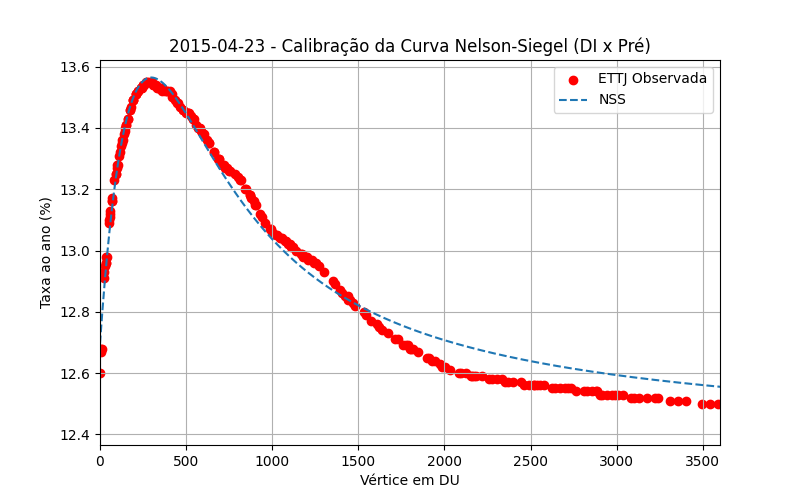 2015-04-23 - Calibração da Curva Nelson-Siegel (DI x Pré)
ETTJ Observada
NSS
Taxa ao ano (%)
13.6
13.4
13.2
13.0
12.8
12.6
12.4
0 500 1000 1500 2000 2500 3000 3500
Vértice em DU